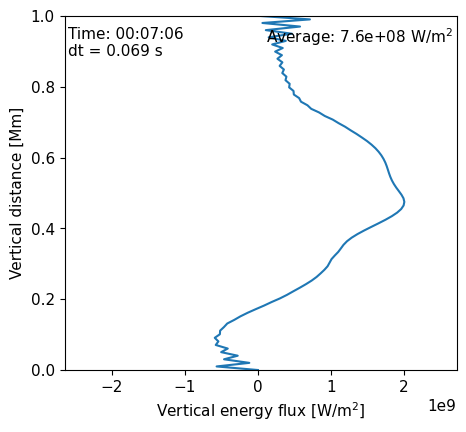 Time: 00:07:06
dt = 0.069 s
Average: 7.6e+08 W/m²
1.0
0.8
0.6
0.4
0.2
0.0
Vertical distance [Mm]
−2
−1
0
1
2
1e9
Vertical energy flux [W/m²]